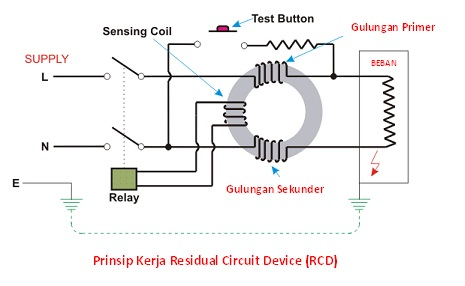 Test Button
Sensing Coil
Gulungan Primer
SUPPLY
BEBAN
L
N
E
Relay
Gulungan Sekunder
Prinsip Kerja Residual Circuit Device (RCD)